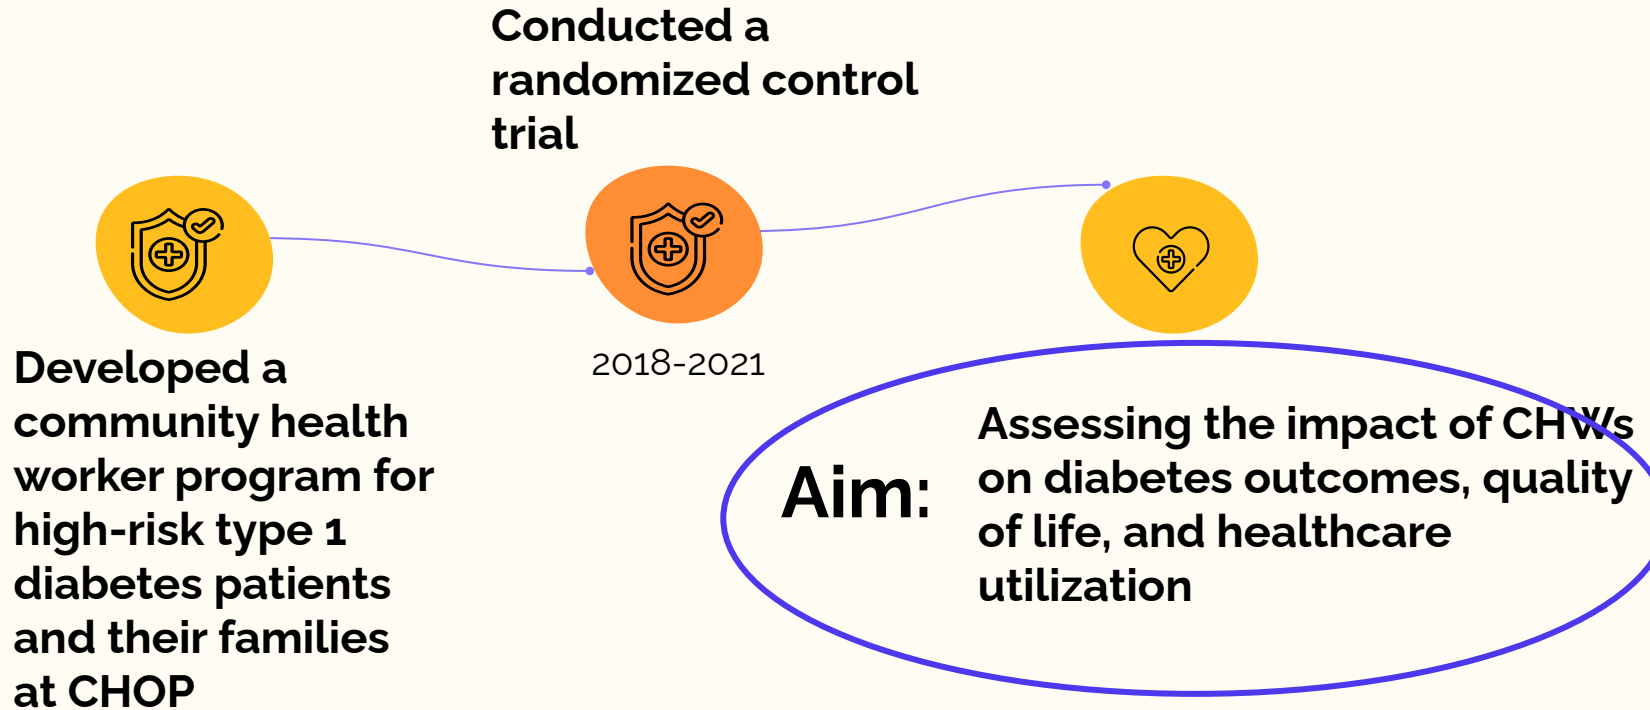 Conducted a
randomized control
trial
Developed a
community health
worker program for
high-risk type 1
diabetes patients
and their families
at CHOP
2018-2021
Aim:
Assessing the impact of CHWs
on diabetes outcomes, quality
of life, and healthcare
utilization